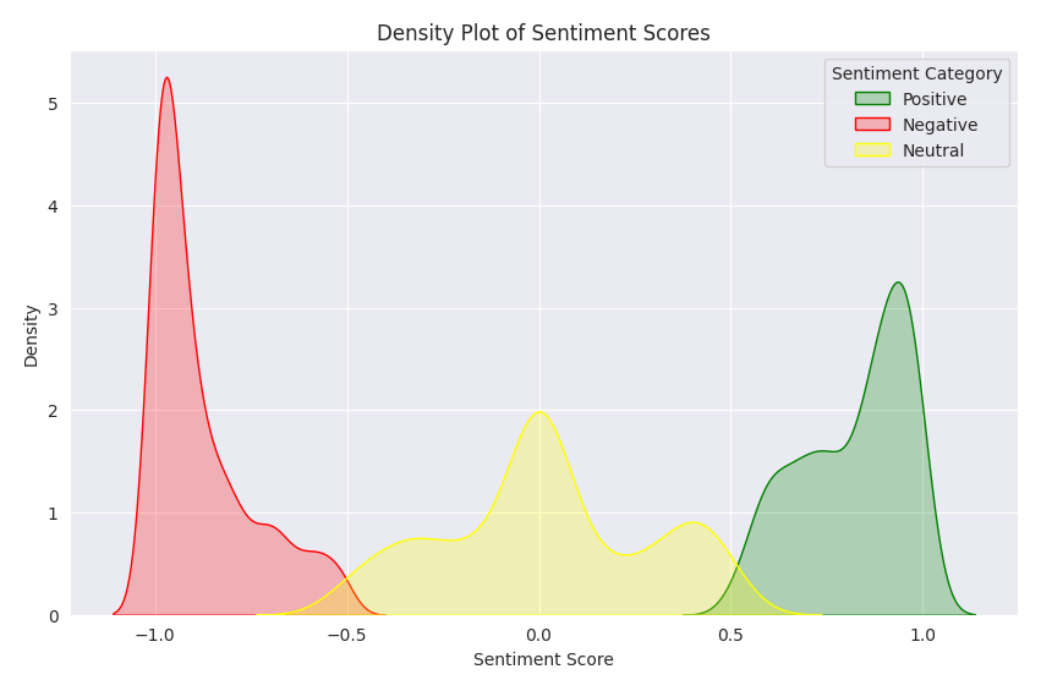 Density Plot of Sentiment Scores
Sentiment Category
Positive
Negative
Neutral
Density
5
4
3
2
1
0
−1.0 −0.5 0.0 0.5 1.0
Sentiment Score